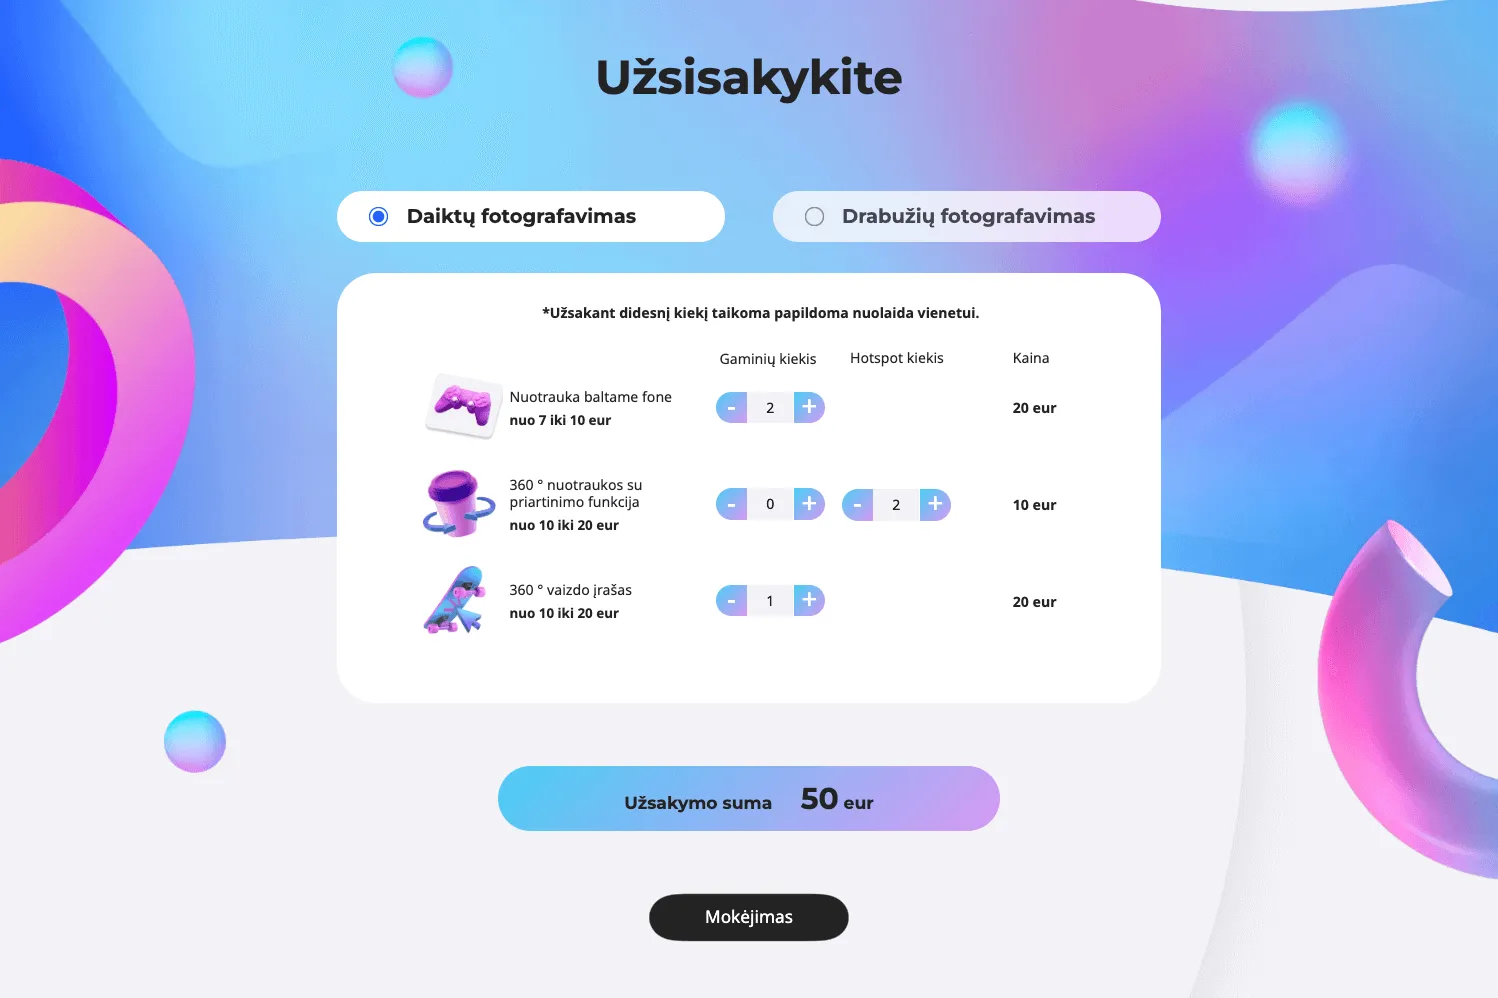 Užsisakykite
Daiktų fotografavimas
Drabužių fotografavimas
*Užsakant didesnį kiekį taikoma papildoma nuolaida vienetui.
Gaminių kiekis
Hotspot kiekis
Kaina
Nuotrauka baltame fone
nuo 7 iki 10 eur
- 2 +
20 eur
360 ° nuotraukos su
priartinimo funkcija
nuo 10 iki 20 eur
- 0 +
- 2 +
10 eur
360 ° vaizdo įrašas
nuo 10 iki 20 eur
- 1 +
20 eur
Užsakymo suma 50 eur
Mokėjimas